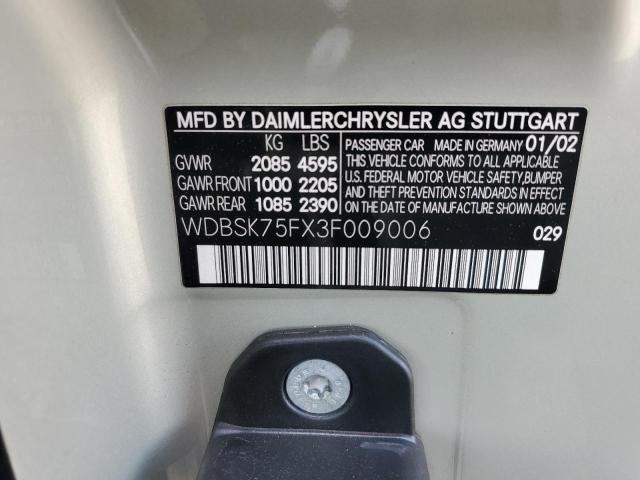 MFD BY DAIMLERCHRYSLER AG STUTTGART
KG LBS PASSENGER CAR MADE IN GERMANY 01/02
GVWR 2085 4595 THIS VEHICLE CONFORMS TO ALL APPLICABLE
U.S. FEDERAL MOTOR VEHICLE SAFETY, BUMPER
GAWR FRONT 1000 2205 AND THEFT PREVENTION STANDARDS IN EFFECT
GAWR REAR 1085 2390 ON THE DATE OF MANUFACTURE SHOWN ABOVE.
WDBSK75FX3F009006 029